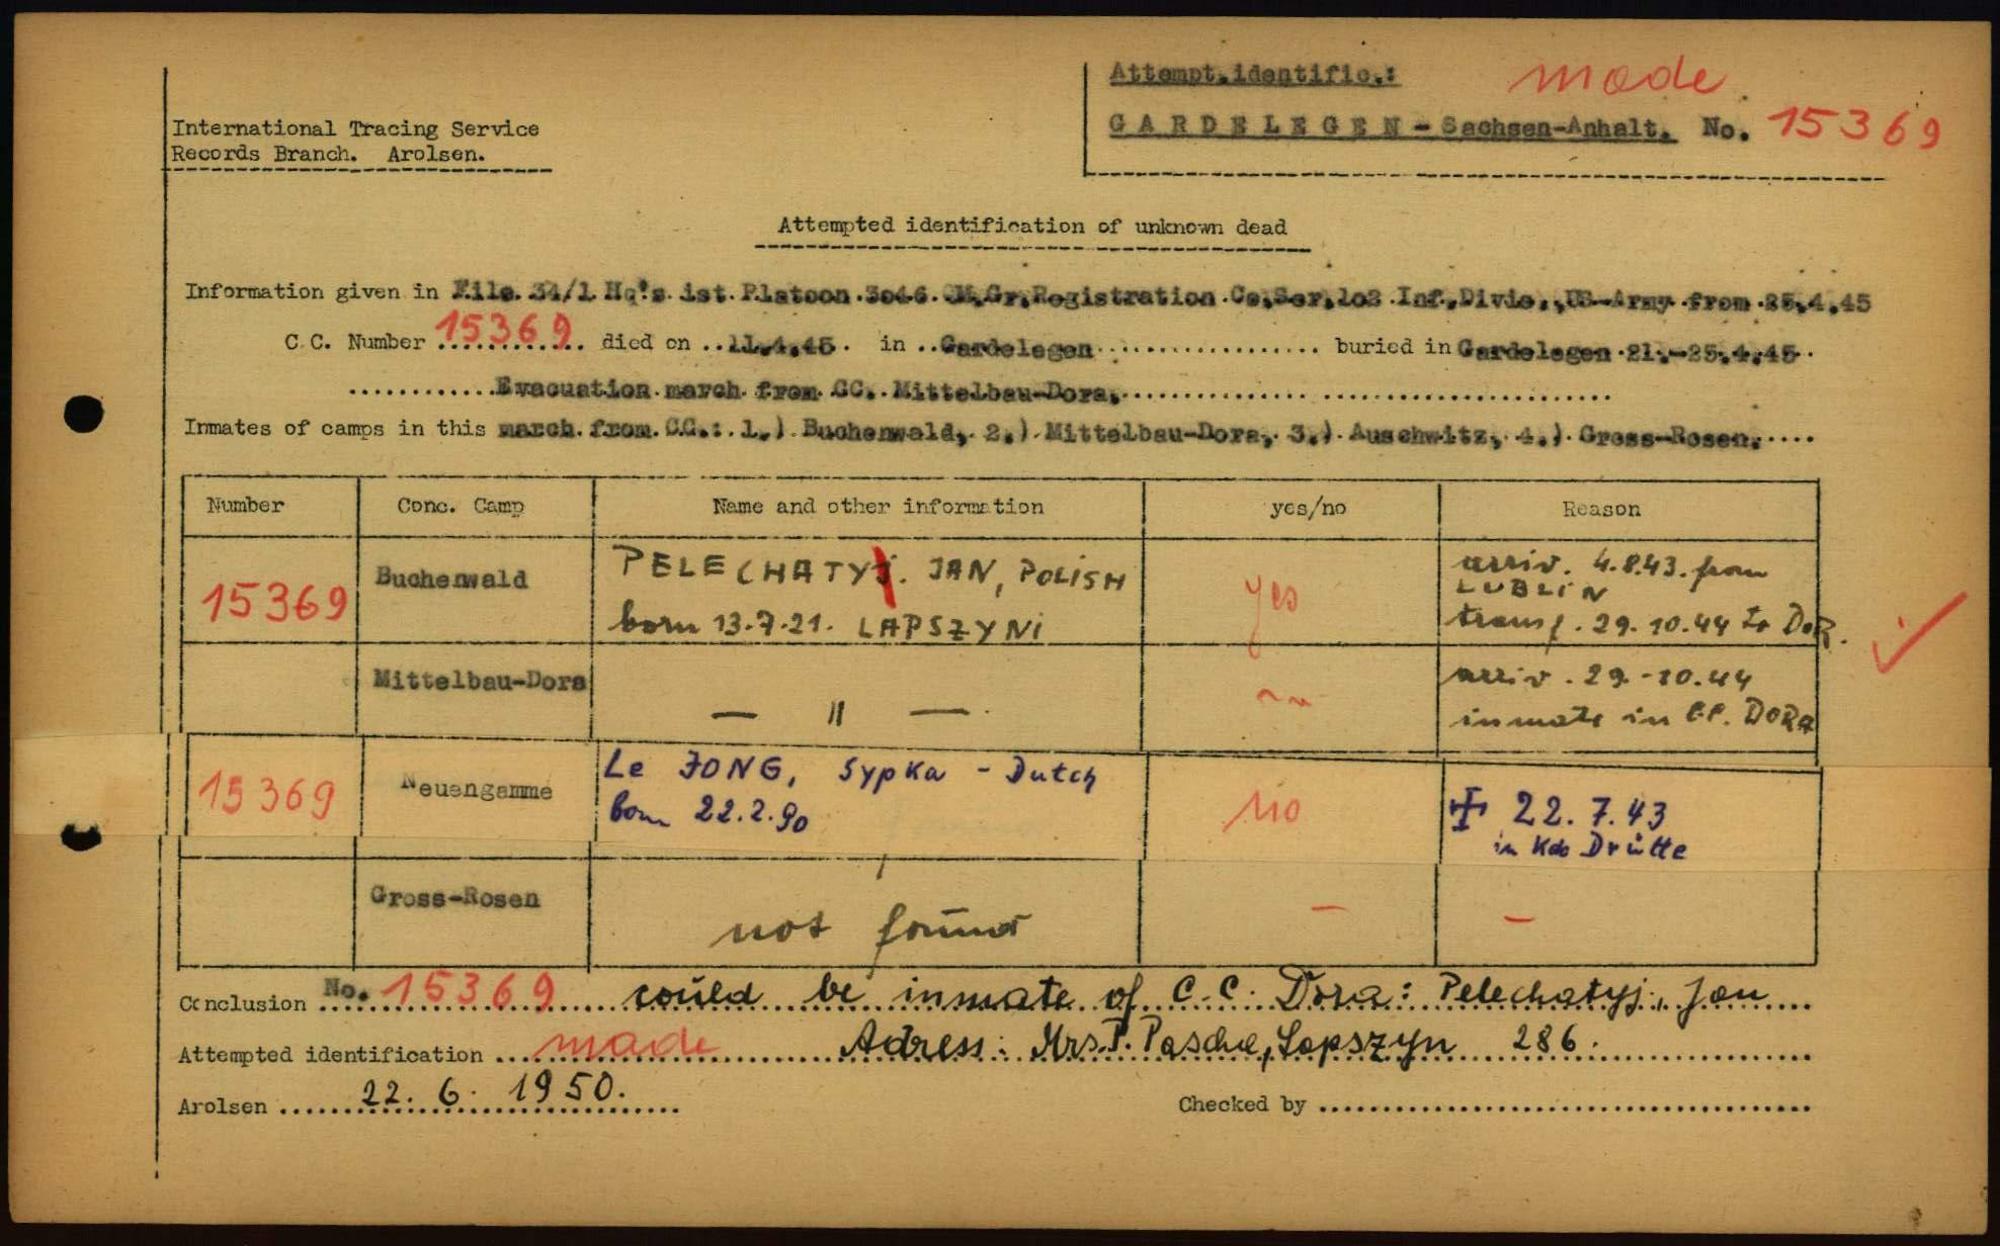 Attempt.identific.: made
GARDELEGEN - Sachsen-Anhalt. No. 15369
International Tracing Service
Records Branch. Arolsen.
Attempted identification of unknown dead
Information given in File 34/1 Hq's 1st Platoon 3046 QM.Gr.Registration Co.Ser.102 Inf.Divis.,US-Army from 25.4.45
C.C. Number 15369 died on 11.4.45. in Gardelegen buried in Gardelegen 21.-25.4.45
Evacuation march from CC. Mittelbau-Dora.
Inmates of camps in this march from C.C.: 1.) Buchenwald, 2.) Mittelbau-Dora, 3.) Auschwitz, 4.) Gross-Rosen.
Number Conc. Camp Name and other information yes/no Reason
15369 Buchenwald PELECHATYJ. JAN, POLISH yes arriv. 4.8.43. from
LUBLIN
born 13.7.21. LAPSZYNI transf. 29.10.44 to DOR.
Mittelbau-Dora — " — arriv. 29.10.44
inmate in CC. DORA
15369 Neuengamme Le JONG, Sypka - Dutch no
born 22.2.90 22.7.43
in Kdo Drütte
Gross-Rosen not found — —
Conclusion No. 15369 could be inmate of C.C. Dora: Pelechatyj, Jan
Attempted identification made Adress: Mrs. P. Lapszyn 286.
Arolsen 22. 6. 1950. Checked by